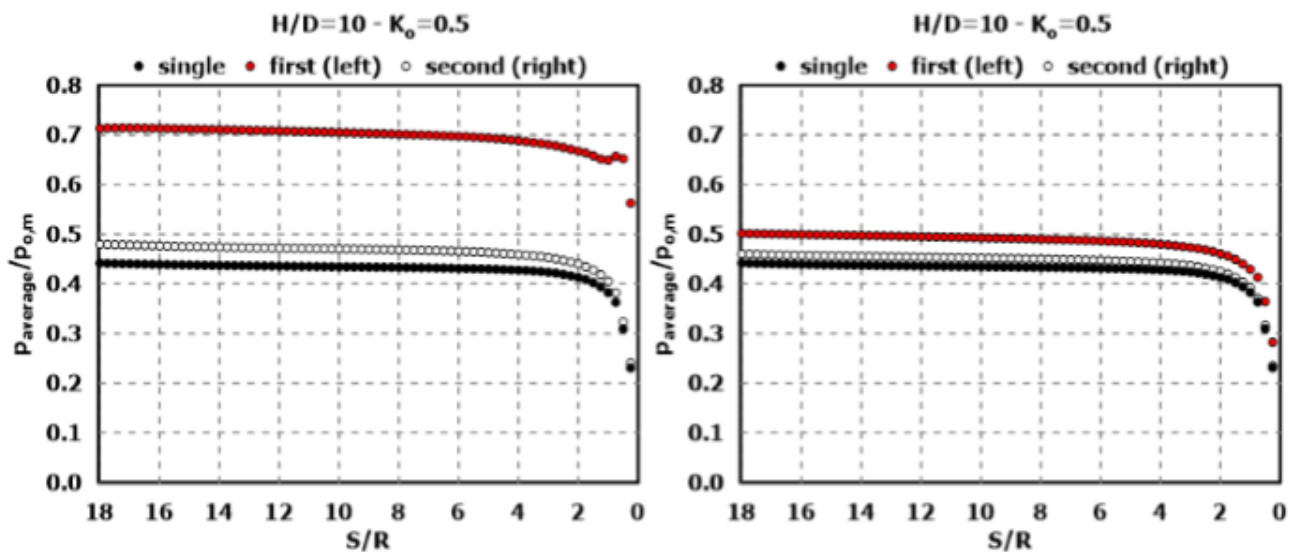 H/D=10 - Kₒ=0.5
● single ● first (left) ○ second (right)
0.8
0.7
0.6
0.5
0.4
0.3
0.2
0.1
0.0
18 16 14 12 10 8 6 4 2 0
S/R
Paverage/Po,m
H/D=10 - Kₒ=0.5
● single ● first (left) ○ second (right)
0.8
0.7
0.6
0.5
0.4
0.3
0.2
0.1
0.0
18 16 14 12 10 8 6 4 2 0
S/R
Paverage/Po,m